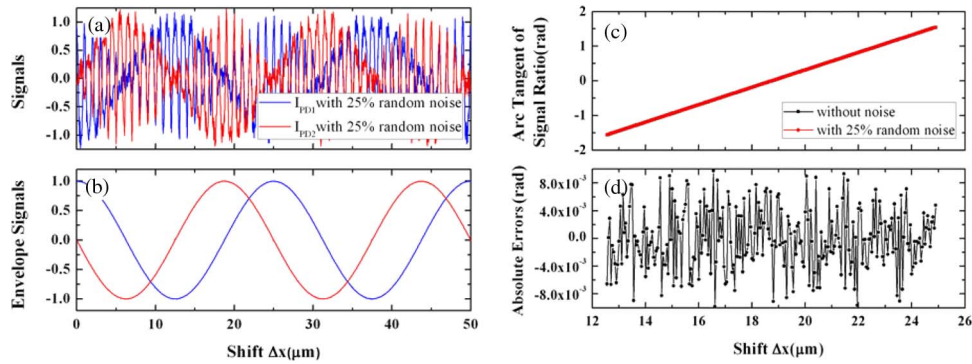 (a)
Signals
1.0
0.5
0.0
-0.5
-1.0
I_PD1 with 25% random noise
I_PD2 with 25% random noise
(b)
Envelope Signals
1.0
0.5
0.0
-0.5
-1.0
0 10 20 30 40 50
Shift Δx(μm)
(c)
Arc Tangent of
Signal Ratio(rad)
2
1
0
-1
-2
without noise
with 25% random noise
(d)
Absolute Errors (rad)
8.0x10⁻³
4.0x10⁻³
0.0
-4.0x10⁻³
-8.0x10⁻³
12 14 16 18 20 22 24 26
Shift Δx(μm)